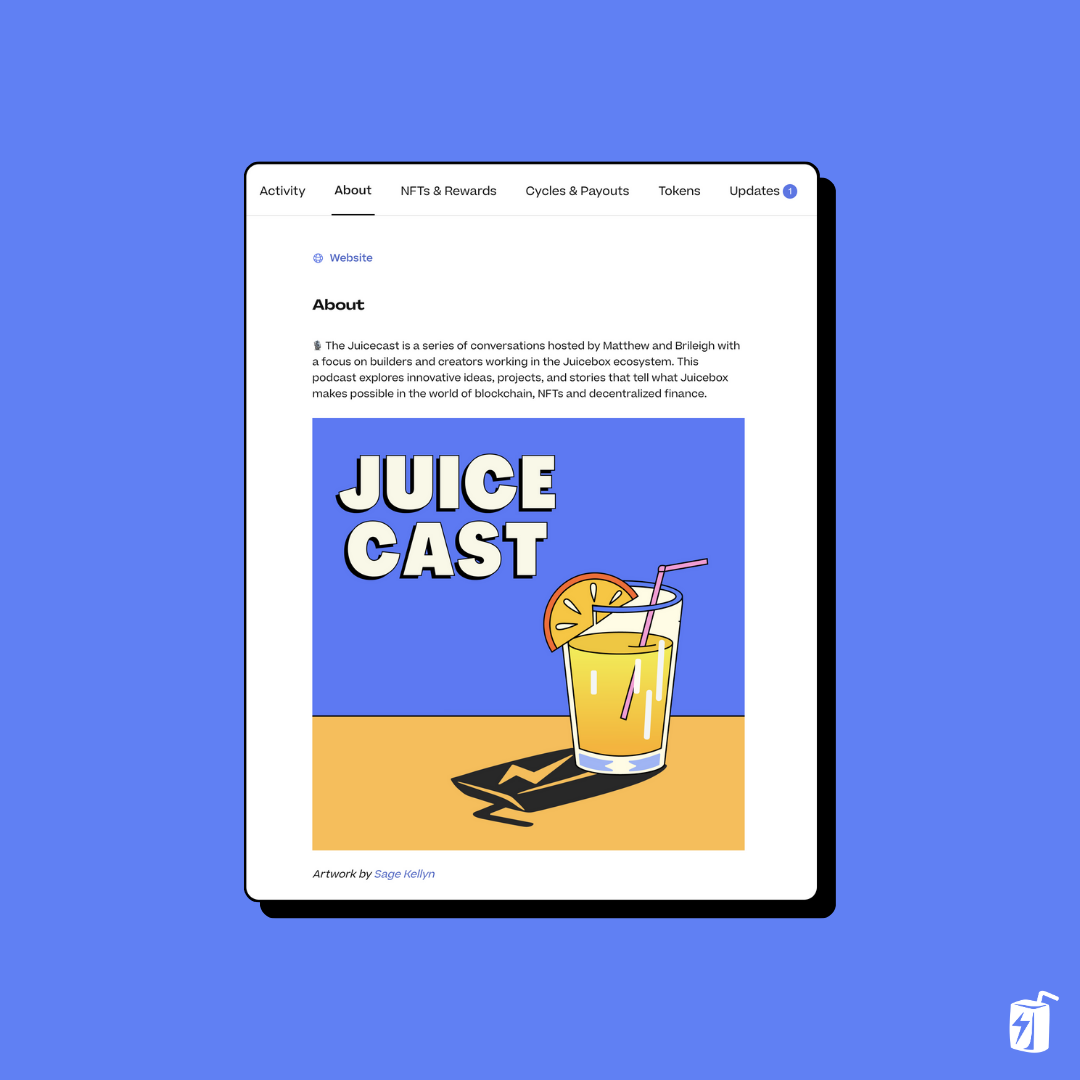 Activity About NFTs & Rewards Cycles & Payouts Tokens Updates 1
Website
About
🎙️ The Juicecast is a series of conversations hosted by Matthew and Brileigh with
a focus on builders and creators working in the Juicebox ecosystem. This
podcast explores innovative ideas, projects, and stories that tell what Juicebox
makes possible in the world of blockchain, NFTs and decentralized finance.
JUICE
CAST
Artwork by Sage Kellyn